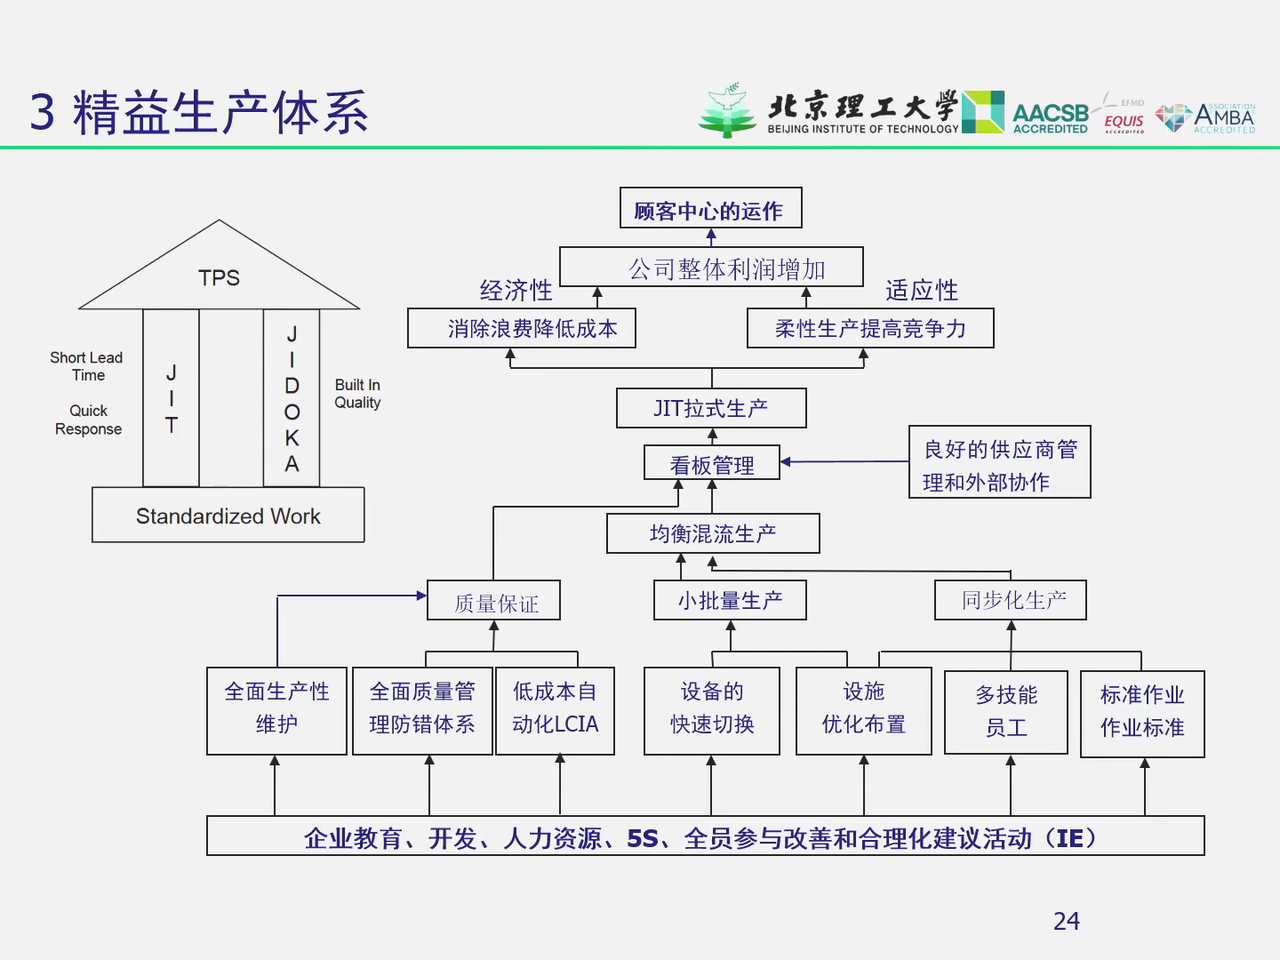 3 精益生产体系
北京理工大学
BEIJING INSTITUTE OF TECHNOLOGY
AACSB
ACCREDITED
EFMD
EQUIS
ACCREDITED
ASSOCIATION
AMBA
ACCREDITED
TPS
JIT
JIDOKA
Short Lead
Time
Quick
Response
Built In
Quality
Standardized Work
顾客中心的运作
公司整体利润增加
经济性
适应性
消除浪费降低成本
柔性生产提高竞争力
JIT拉式生产
看板管理
良好的供应商管
理和外部协作
均衡混流生产
质量保证
小批量生产
同步化生产
全面生产性
维护
全面质量管
理防错体系
低成本自
动化LCIA
设备的
快速切换
设施
优化布置
多技能
员工
标准作业
作业标准
企业教育、开发、人力资源、5S、全员参与改善和合理化建议活动（IE）
24